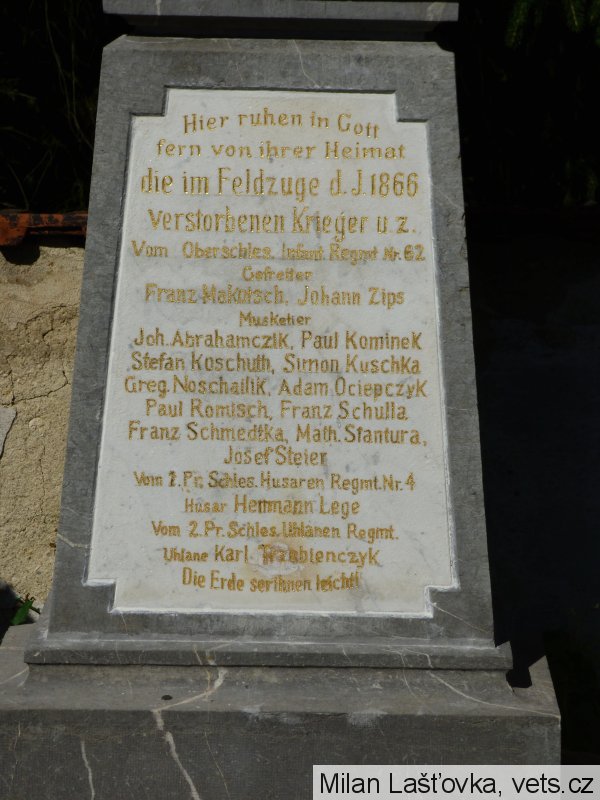 Hier ruhen in Gott
fern von ihrer Heimat
die im Feldzuge d. J. 1866
verstorbenen Krieger u. z.
Vom Oberschles. Infant. Regmt Nr. 62
Gefreiter
Franz Johann Zips
Musketier
Joh. Abrahamczik, Paul Kominek
Stefan Koschuth, Simon Kuschka
Greg. Noschailik, Adam Ociepczyk
Paul Romisch, Franz Schulla
Franz Schmedtka, Math. Stantura,
Josef Steier
Vom 1. Pr. Schles. Husaren Regmt. Nr. 4
Husar Hermann Lege
Vom 2. Pr. Schles. Uhlanen Regmt.
Uhlane Karl
Die Erde sei ihnen leicht!
Milan Lašťovka, vets.cz